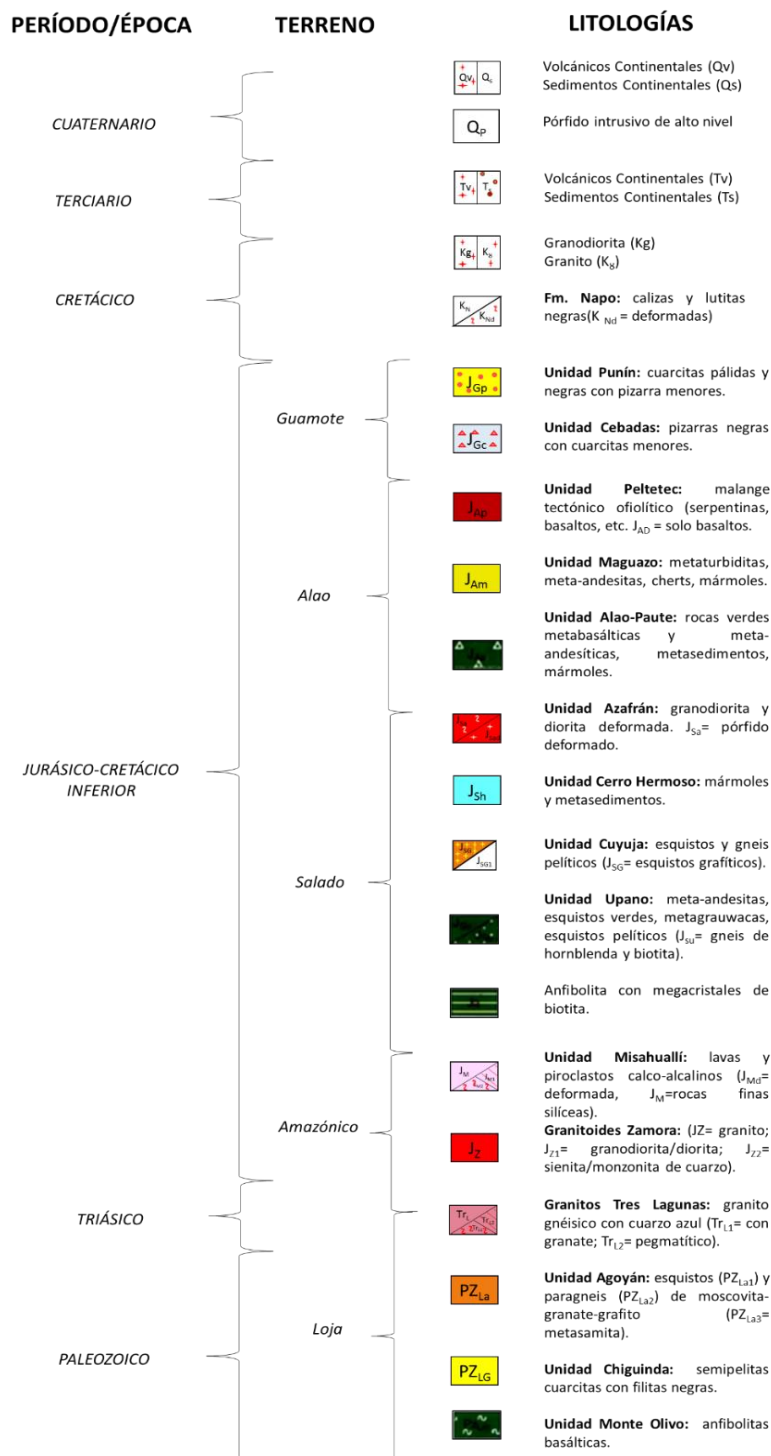 PERÍODO/ÉPOCA TERRENO LITOLOGÍAS
CUATERNARIO
TERCIARIO
CRETÁCICO
JURÁSICO-CRETÁCICO
INFERIOR
TRIÁSICO
PALEOZOICO
Guamote
Alao
Salado
Amazónico
Loja
Qv Qs
Volcánicos Continentales (Qv)
Sedimentos Continentales (Qs)
QP
Pórfido intrusivo de alto nivel
Tv
Volcánicos Continentales (Tv)
Sedimentos Continentales (Ts)
Kg Kg
Granodiorita (Kg)
Granito (Kg)
KN KNd
Fm. Napo: calizas y lutitas
negras(K Nd = deformadas)
JGp
Unidad Punín: cuarcitas pálidas y
negras con pizarra menores.
JGc
Unidad Cebadas: pizarras negras
con cuarcitas menores.
JAp
Unidad Peltetec: malange
tectónico ofiolítico (serpentinas,
basaltos, etc. JAD = solo basaltos.
JAm
Unidad Maguazo: metaturbiditas,
meta-andesitas, cherts, mármoles.
Unidad Alao-Paute: rocas verdes
metabasálticas y meta-
andesíticas, metasedimentos,
mármoles.
Unidad Azafrán: granodiorita y
diorita deformada. JSa= pórfido
deformado.
JSh
Unidad Cerro Hermoso: mármoles
y metasedimentos.
JSG JSG1
Unidad Cuyuja: esquistos y gneis
pelíticos (JSG= esquistos grafíticos).
Unidad Upano: meta-andesitas,
esquistos verdes, metagrauwacas,
esquistos pelíticos (Jsu= gneis de
hornblenda y biotita).
Anfibolita con megacristales de
biotita.
JM
Unidad Misahuallí: lavas y
piroclastos calco-alcalinos (JMd=
deformada, JM=rocas finas
silíceas).
JZ
Granitoides Zamora: (JZ= granito;
JZ1= granodiorita/diorita; JZ2=
sienita/monzonita de cuarzo).
TrL
Granitos Tres Lagunas: granito
gnéisico con cuarzo azul (TrL1= con
granate; TrL2= pegmatítico).
PZLa
Unidad Agoyán: esquistos (PZLa1) y
paragneis (PZLa2) de moscovita-
granate-grafito (PZLa3=
metasamita).
PZLG
Unidad Chiguinda: semipelitas
cuarcitas con filitas negras.
Unidad Monte Olivo: anfibolitas
basálticas.